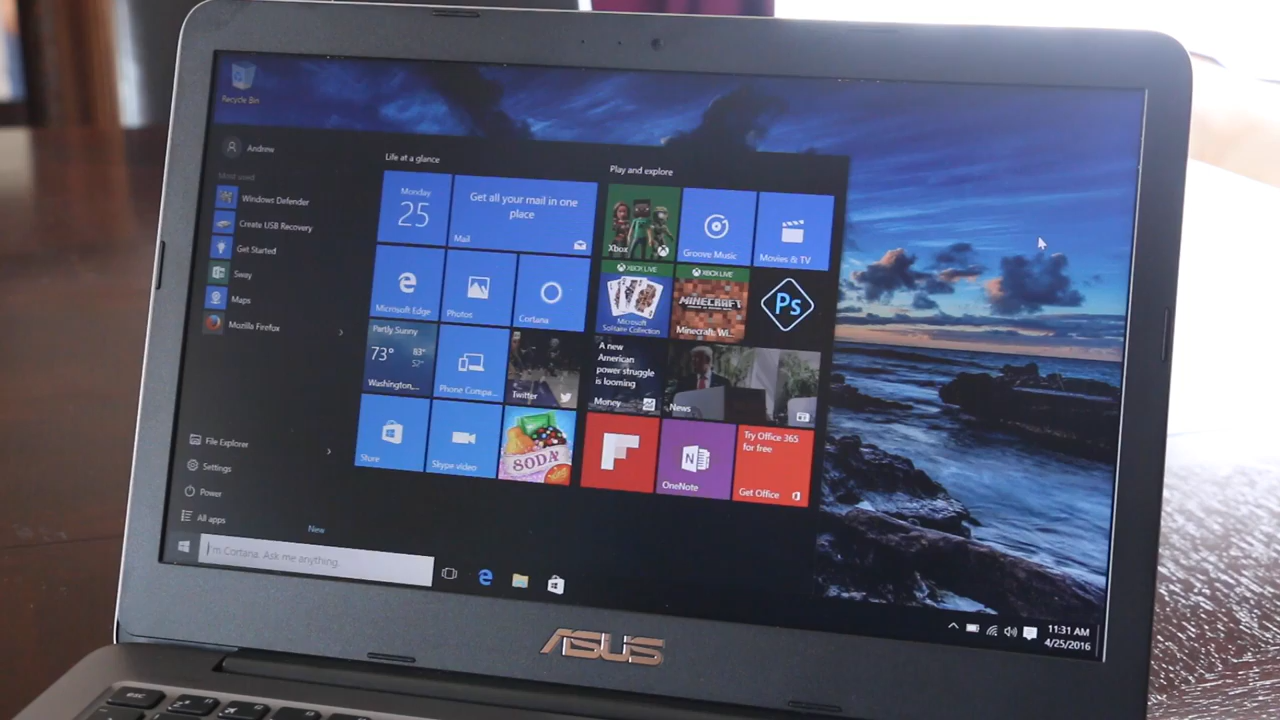 Recycle Bin
Andrew
Most used
Windows Defender
Create USB Recovery
Get Started
Sway
Maps
Mozilla Firefox
File Explorer
Settings
Power
All apps
New
I'm Cortana. Ask me anything.
Life at a glance
Monday
25
Get all your mail in one
place
Mail
Microsoft Edge
Photos
Cortana
Partly Sunny
73°
83°
52°
Washington,...
Phone Compa...
Twitter
Store
Skype video
SODA
Play and explore
Xbox
Groove Music
Movies & TV
XBOX LIVE
Microsoft
Solitaire Collection
XBOX LIVE
MINECRAFT
Minecraft: Wi...
Ps
A new
American
power struggle
is looming
Money
News
OneNote
Try Office 365
for free
Get Office
11:31 AM
4/25/2016
ASUS
esc